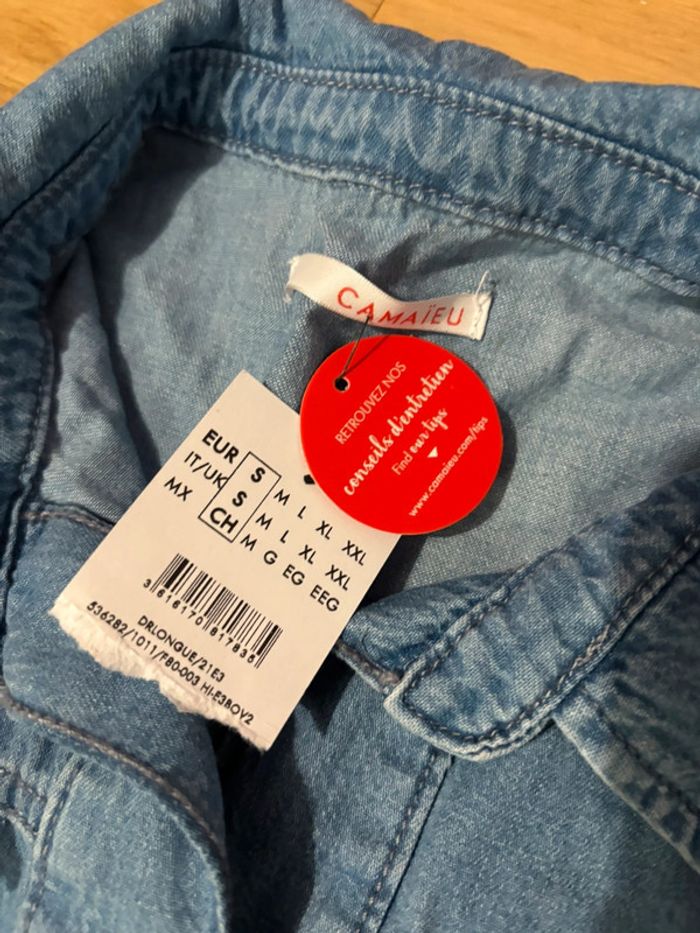 CAMAÏEU
RETROUVEZ NOS
conseils d'entretien
Find our tips
www.camaieu.com/tips
EUR S M L XL XXL
IT/UK S M L XL XXL
MX CH M G EG EEG
3 616170 817835
DRLONGUE/21E3
536282/1011/F80-003 HI-E3BOV2